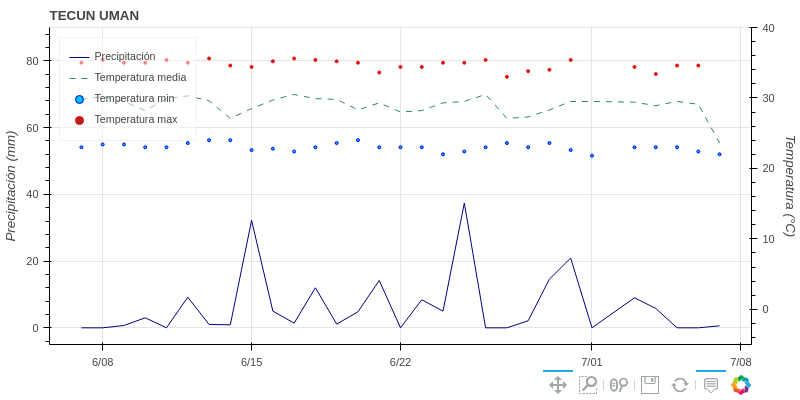 TECUN UMAN
Precipitación
Temperatura media
Temperatura min
Temperatura max
Precipitación (mm)
80
60
40
20
0
Temperatura (°C)
40
30
20
10
0
6/08
6/15
6/22
7/01
7/08